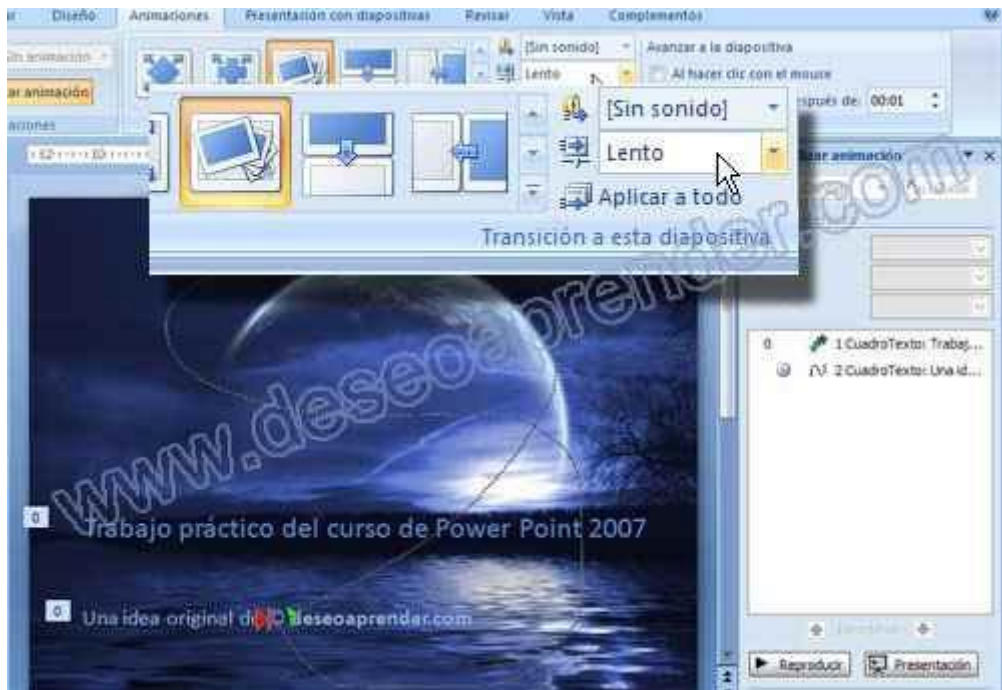 Diseño Animaciones Presentación con diapositivas Revisar Vista Complementos
[Sin sonido] Avanzar a la diapositiva
Lento Al hacer clic con el mouse
ar animación 00:01
[Sin sonido]
Lento
Aplicar a todo
Transición a esta diapositiva
animación
www.deseoaprender.com
0 1 CuadroTexto: Trabaj...
2 CuadroTexto: Una id...
0 Trabajo práctico del curso de Power Point 2007
0 Una idea original deseoaprender.com
Reproducir Presentación